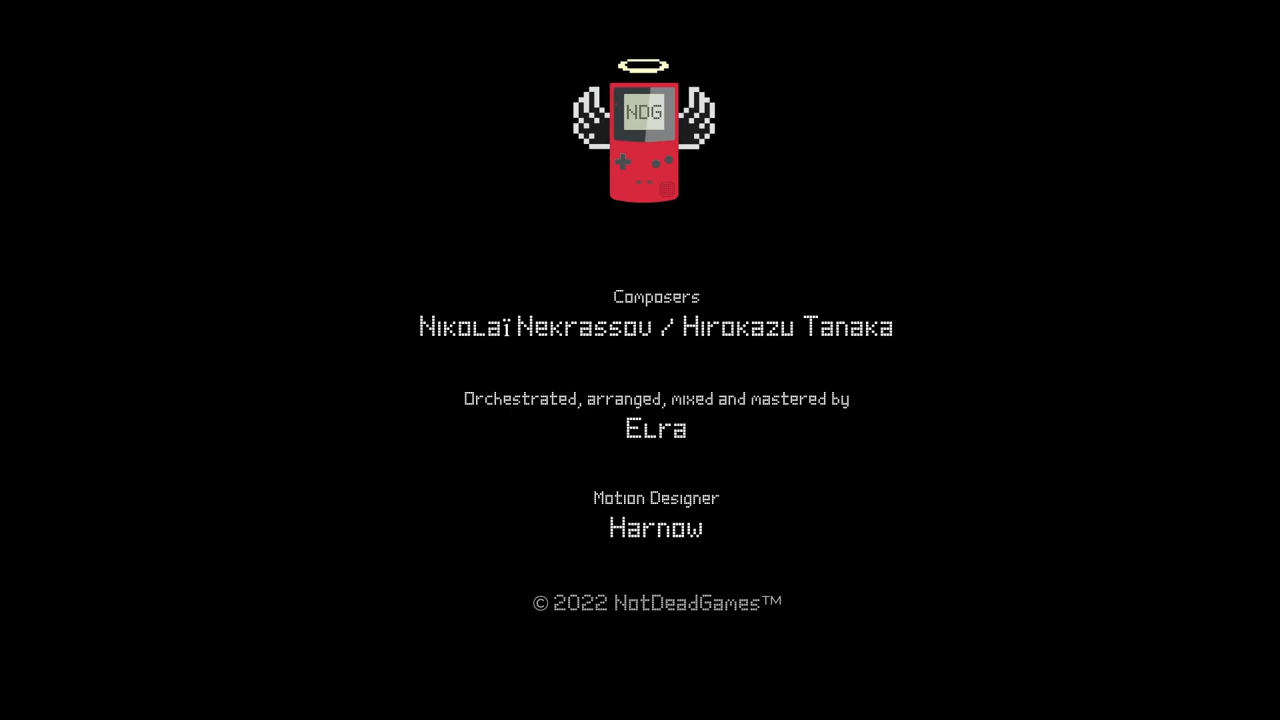 NDG
Composers
Nikolaï Nekrassov / Hirokazu Tanaka
Orchestrated, arranged, mixed and mastered by
Elra
Motion Designer
Harnow
© 2022 NotDeadGames™